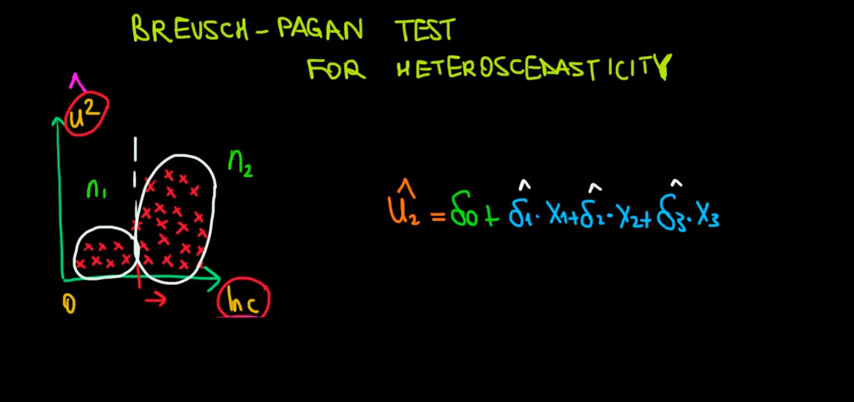 BREUSCH-PAGAN TEST
FOR HETEROSCEDASTICITY
û²
n₁
n₂
û₂ = δ0 + δ̂1 · x1 + δ̂2 · x2 + δ̂3 · x3
0
Inc